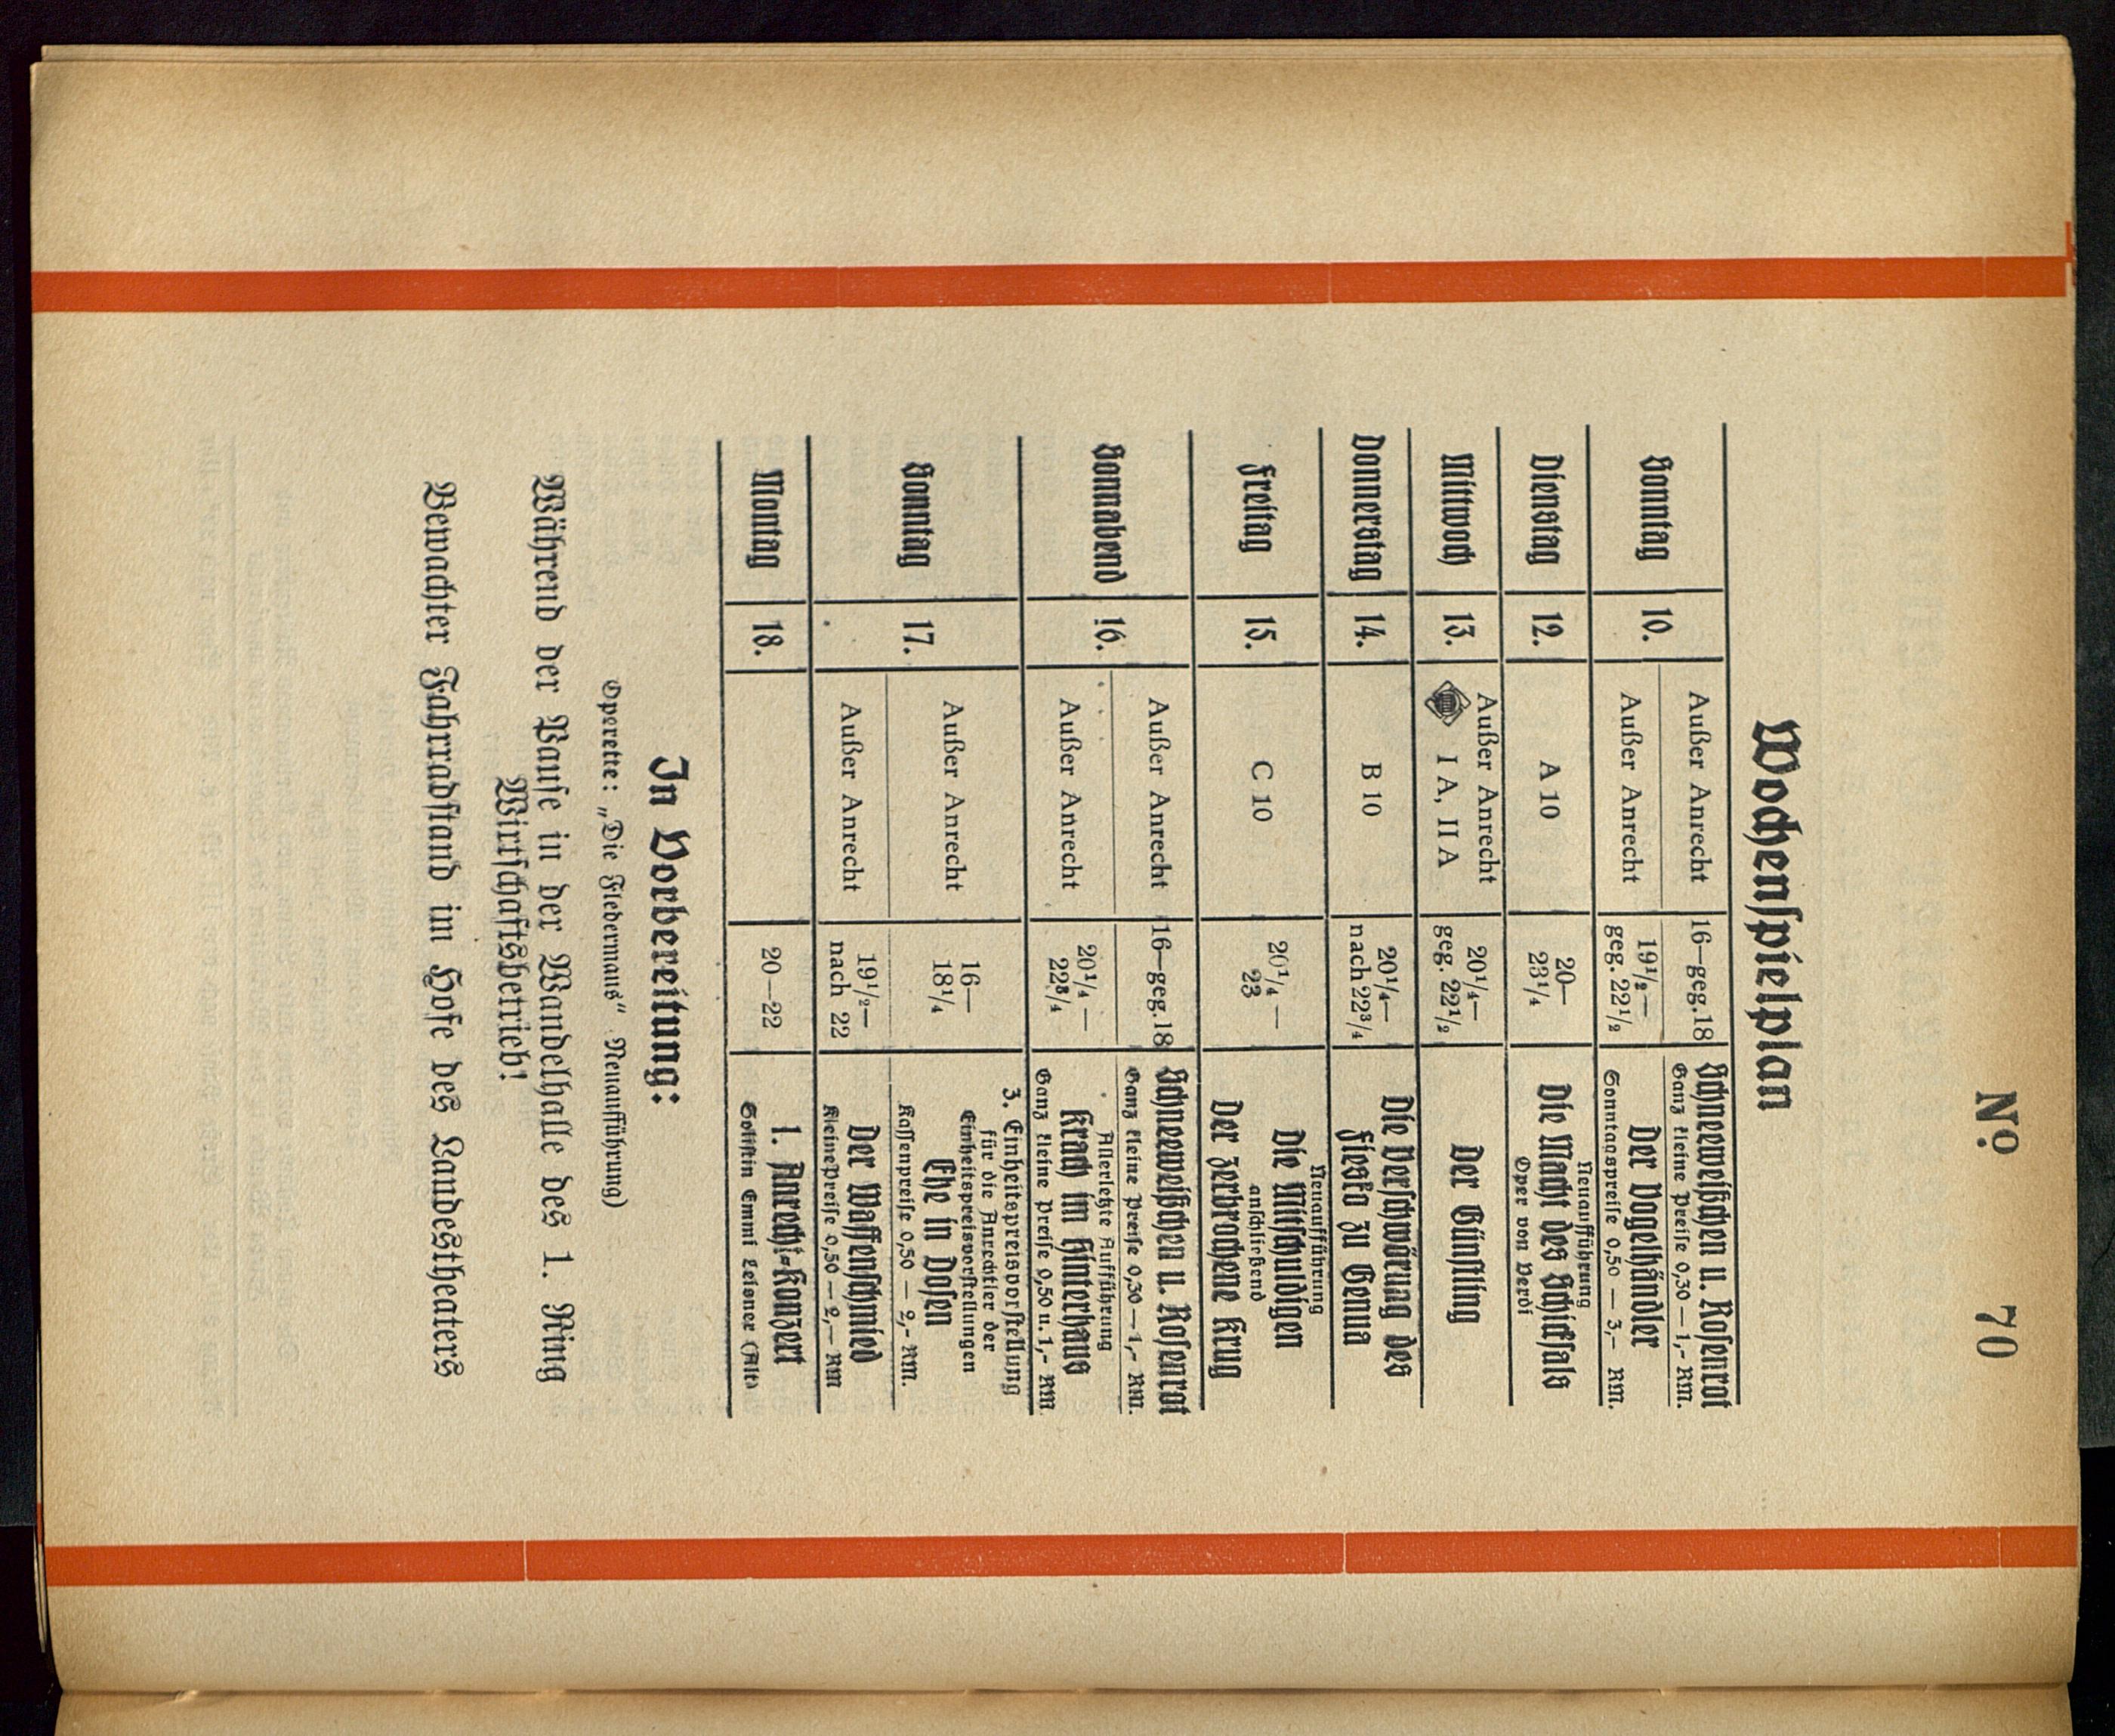 № 70
Wochenspielplan
Sonntag 10. Außer Anrecht 16—geg.18 Schneeweißchen u. Rosenrot
Ganz kleine Preise 0,30 — 1,- RM.
Außer Anrecht 19½— geg. 22½ Der Vogelhändler
Sonntagspreise 0,50 — 3,- RM.
Dienstag 12. A 10 20— 23¼ Neuaufführung
Die Macht des Schicksals
Oper von Verdi
Mittwoch 13. Außer Anrecht I A, II A 20¼— geg. 22½ Der Günstling
Donnerstag 14. B 10 20¼— nach 22¾ Die Verschwörung des
Fiesko zu Genua
Freitag 15. C 10 20¼— 23 Neuaufführung
Die Mitschuldigen
anschließend
Der zerbrochene Krug
Sonnabend 16. Außer Anrecht 16—geg.18 Schneeweißchen u. Rosenrot
Ganz kleine Preise 0,30 — 1,- RM.
Außer Anrecht 20¼— 22¾ Allerletzte Aufführung
Krach im Hinterhaus
Ganz kleine Preise 0,50 u. 1,- RM
Sonntag 17. Außer Anrecht 16— 18¼ 3. Einheitspreisvorstellung
für die Anrechtler der
Einheitspreisvorstellungen
Ehe in Dosen
Kassenpreise 0,50 — 2,- RM.
Außer Anrecht 19½— nach 22 Der Waffenschmied
Kleine Preise 0,50 — 2,— RM
Montag 18. 20—22 1. Anrecht-Konzert
Solistin Emmi Leisner (Alt)
In Vorbereitung:
Operette: „Die Fledermaus“ Neuaufführung)
Während der Pause in der Wandelhalle des 1. Ring
Wirtschaftsbetrieb!
Bewachter Fahrradstand im Hofe des Landestheaters